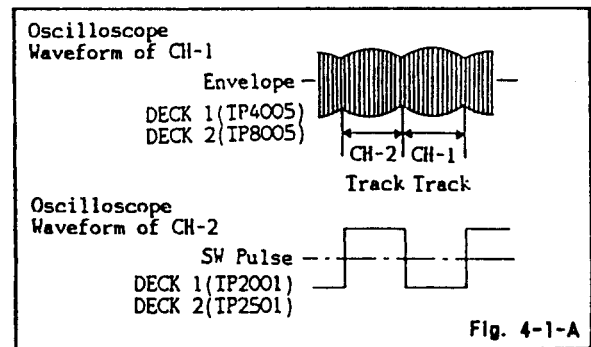 Oscilloscope
Waveform of CH-1
Envelope
DECK 1(TP4005)
DECK 2(TP8005)
CH-2 CH-1
Track Track
Oscilloscope
Waveform of CH-2
SW Pulse
DECK 1(TP2001)
DECK 2(TP2501)
Fig. 4-1-A